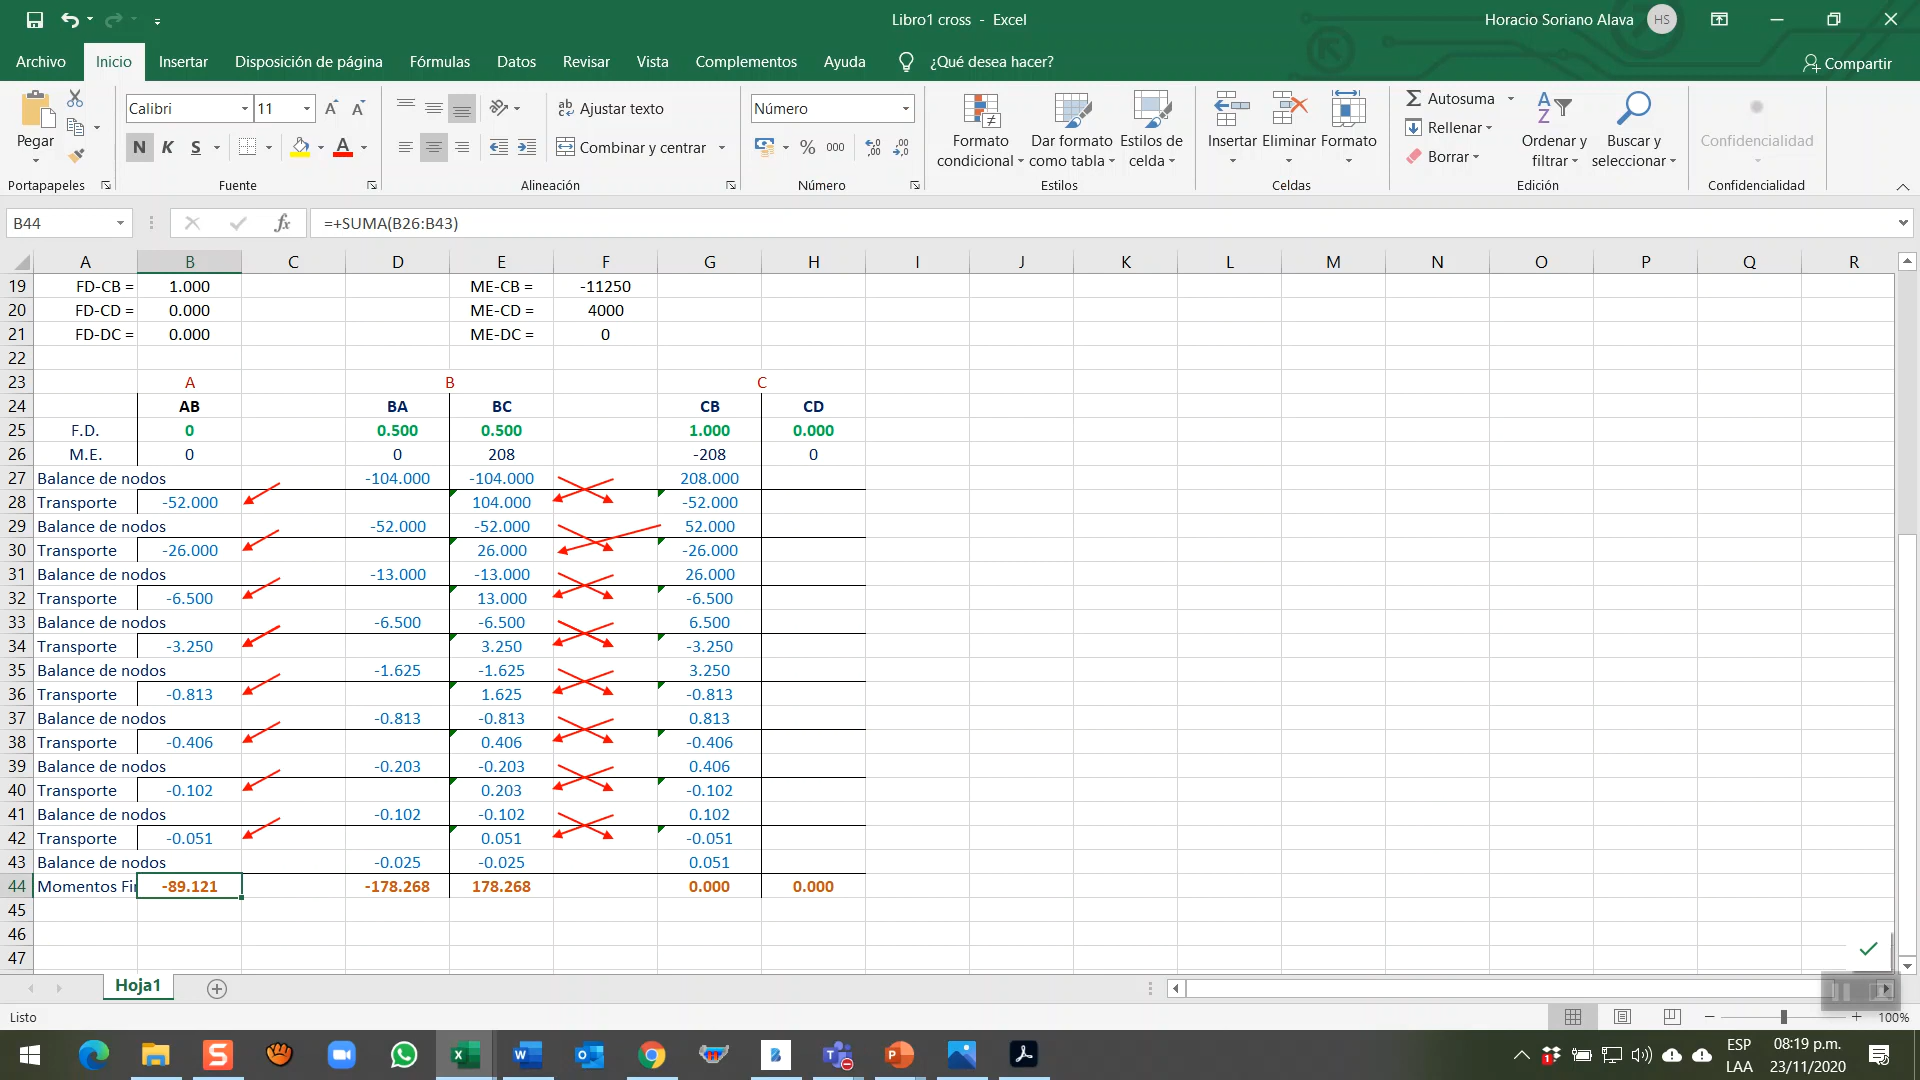 Libro1 cross - Excel
Horacio Soriano Alava HS
Archivo Inicio Insertar Disposición de página Fórmulas Datos Revisar Vista Complementos Ayuda ¿Qué desea hacer? Compartir
Pegar
Portapapeles
Calibri 11
N K S
Fuente
Ajustar texto
Combinar y centrar
Alineación
Número
% 000
Número
Formato condicional
Dar formato como tabla
Estilos de celda
Estilos
Insertar Eliminar Formato
Celdas
Autosuma
Rellenar
Borrar
Ordenar y filtrar
Buscar y seleccionar
Edición
Confidencialidad
Confidencialidad
B44 fx =+SUMA(B26:B43)
A B C D E F G H I J K L M N O P Q R
19 FD-CB = 1.000 ME-CB = -11250
20 FD-CD = 0.000 ME-CD = 4000
21 FD-DC = 0.000 ME-DC = 0
22
23 A B C
24 AB BA BC CB CD
25 F.D. 0 0.500 0.500 1.000 0.000
26 M.E. 0 0 208 -208 0
27 Balance de nodos -104.000 -104.000 208.000
28 Transporte -52.000 104.000 -52.000
29 Balance de nodos -52.000 -52.000 52.000
30 Transporte -26.000 26.000 -26.000
31 Balance de nodos -13.000 -13.000 26.000
32 Transporte -6.500 13.000 -6.500
33 Balance de nodos -6.500 -6.500 6.500
34 Transporte -3.250 3.250 -3.250
35 Balance de nodos -1.625 -1.625 3.250
36 Transporte -0.813 1.625 -0.813
37 Balance de nodos -0.813 -0.813 0.813
38 Transporte -0.406 0.406 -0.406
39 Balance de nodos -0.203 -0.203 0.406
40 Transporte -0.102 0.203 -0.102
41 Balance de nodos -0.102 -0.102 0.102
42 Transporte -0.051 0.051 -0.051
43 Balance de nodos -0.025 -0.025 0.051
44 Momentos Fi -89.121 -178.268 178.268 0.000 0.000
45
46
47
Hoja1
Listo 100%
ESP 08:19 p.m.
LAA 23/11/2020